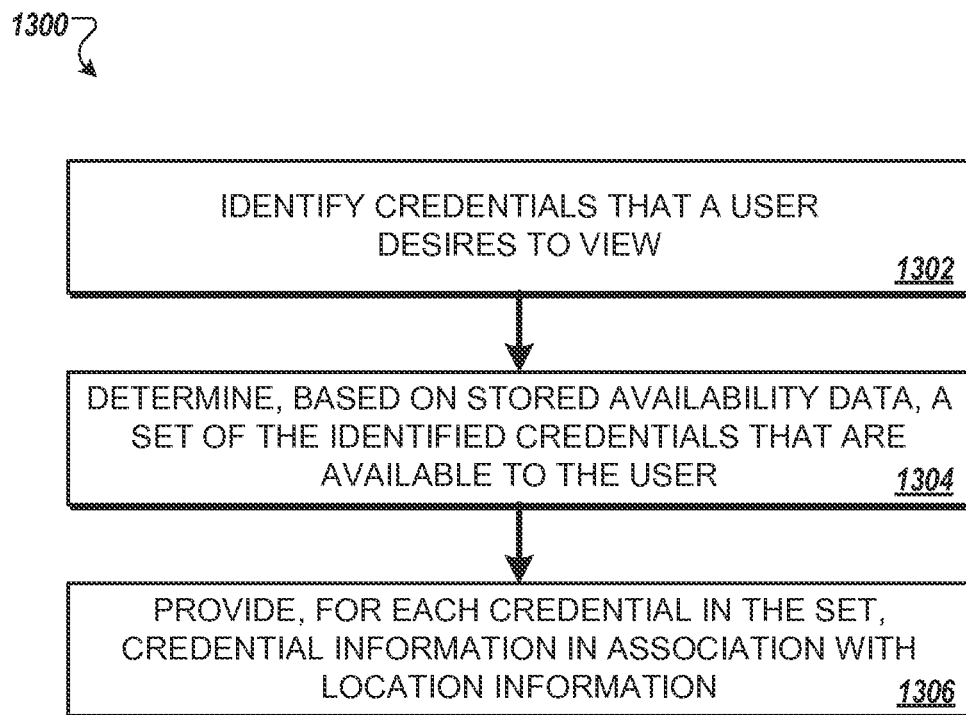 1300
IDENTIFY CREDENTIALS THAT A USER
DESIRES TO VIEW
1302
DETERMINE, BASED ON STORED AVAILABILITY DATA, A
SET OF THE IDENTIFIED CREDENTIALS THAT ARE
AVAILABLE TO THE USER
1304
PROVIDE, FOR EACH CREDENTIAL IN THE SET,
CREDENTIAL INFORMATION IN ASSOCIATION WITH
LOCATION INFORMATION
1306